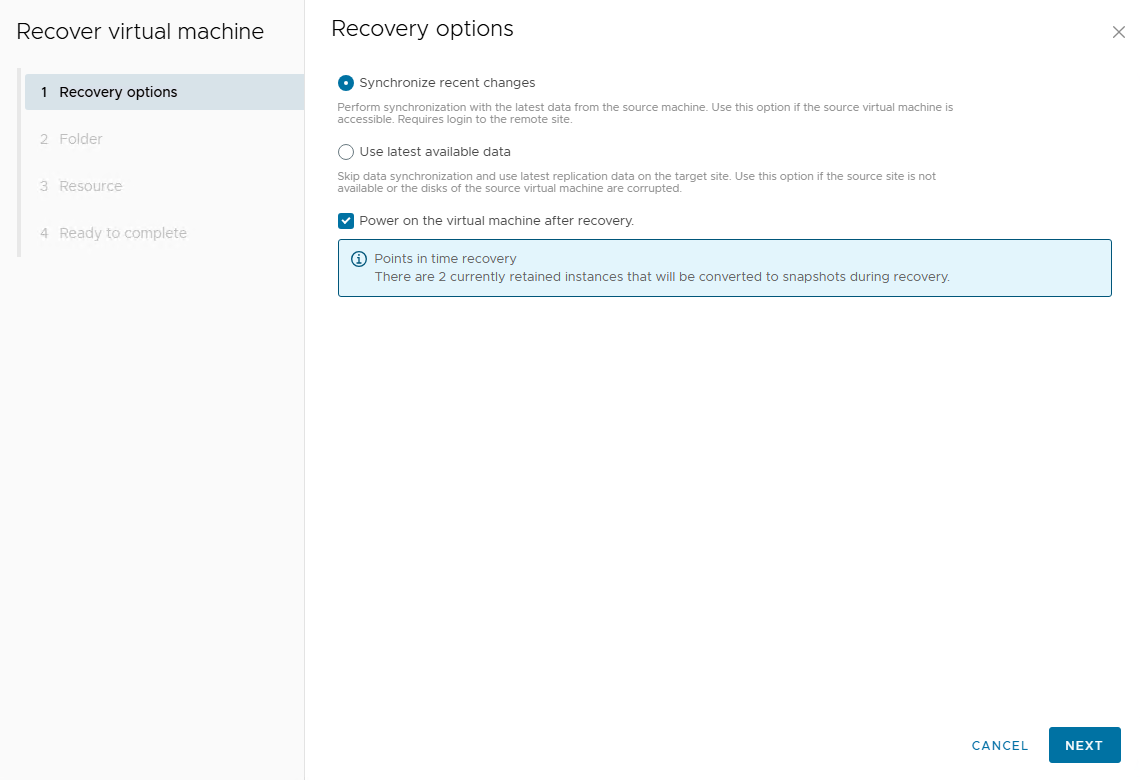 Recover virtual machine
1 Recovery options
2 Folder
3 Resource
4 Ready to complete
Recovery options
Synchronize recent changes
Perform synchronization with the latest data from the source machine. Use this option if the source virtual machine is
accessible. Requires login to the remote site.
Use latest available data
Skip data synchronization and use latest replication data on the target site. Use this option if the source site is not
available or the disks of the source virtual machine are corrupted.
Power on the virtual machine after recovery.
Points in time recovery
There are 2 currently retained instances that will be converted to snapshots during recovery.
CANCEL
NEXT